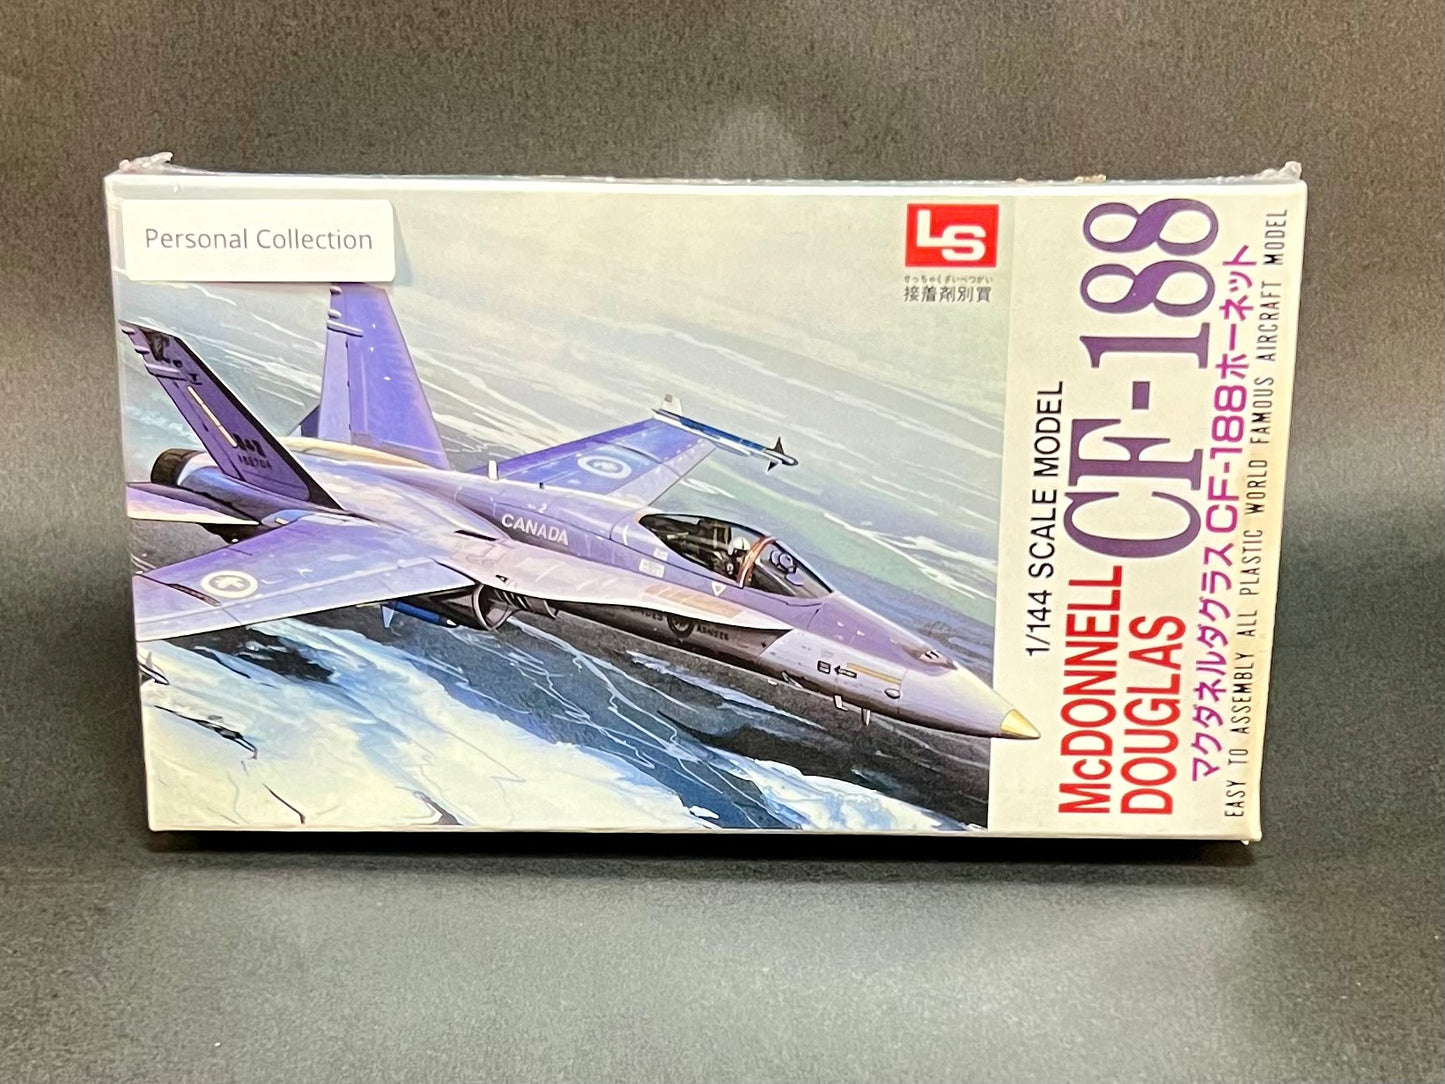 Personal Collection
LS
せっちゃくざいべつがい
接着剤別買
1/144 SCALE MODEL
McDONNELL
DOUGLAS
CF-188
マクダネルダグラス CF-188ホーネット
EASY TO ASSEMBLY ALL PLASTIC WORLD FAMOUS AIRCRAFT MODEL
CANADA
188704